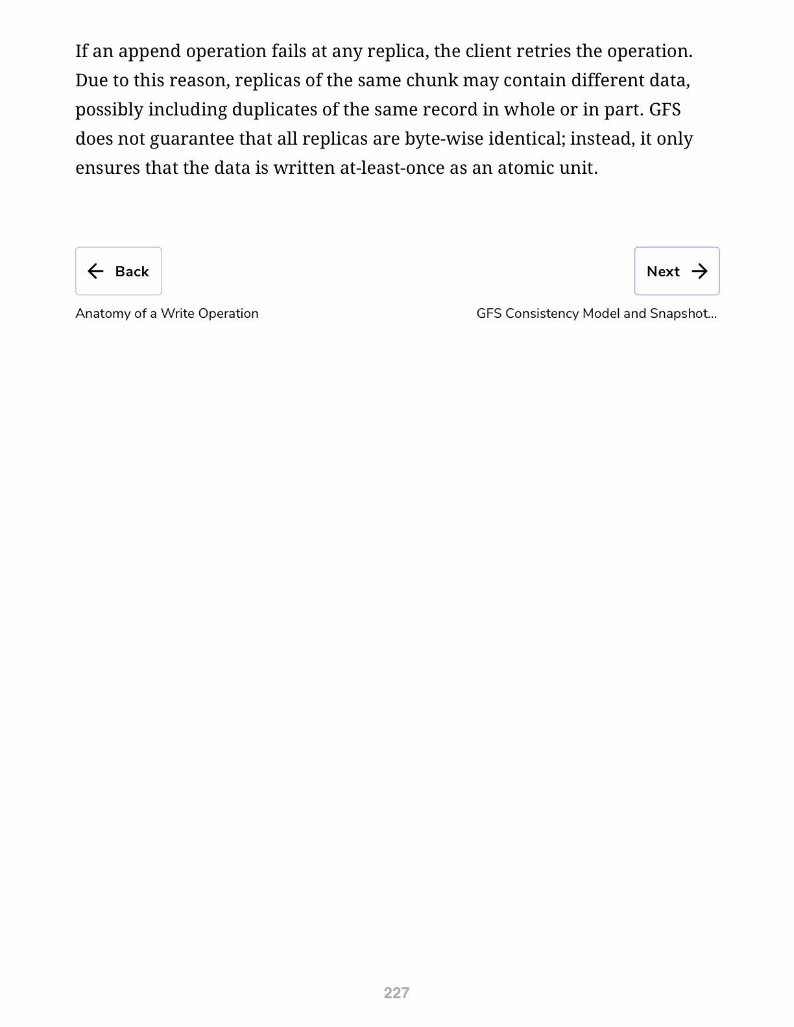 If an append operation fails at any replica, the client retries the operation.
Due to this reason, replicas of the same chunk may contain different data,
possibly including duplicates of the same record in whole or in part. GFS
does not guarantee that all replicas are byte-wise identical; instead, it only
ensures that the data is written at-least-once as an atomic unit.
← Back
Next →
Anatomy of a Write Operation
GFS Consistency Model and Snapshot...
227